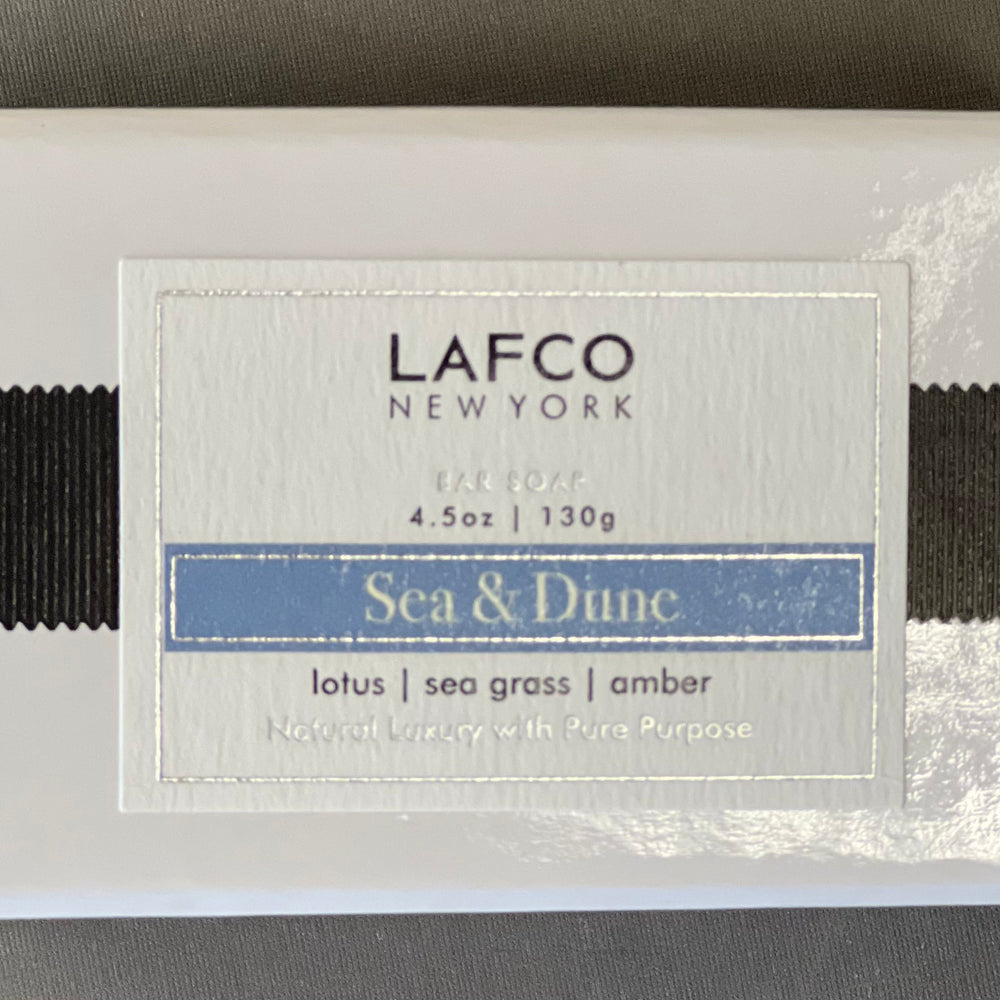 LAFCO
NEW YORK
BAR SOAP
4.5oz | 130g
Sea & Dune
lotus | sea grass | amber
Natural Luxury with Pure Purpose